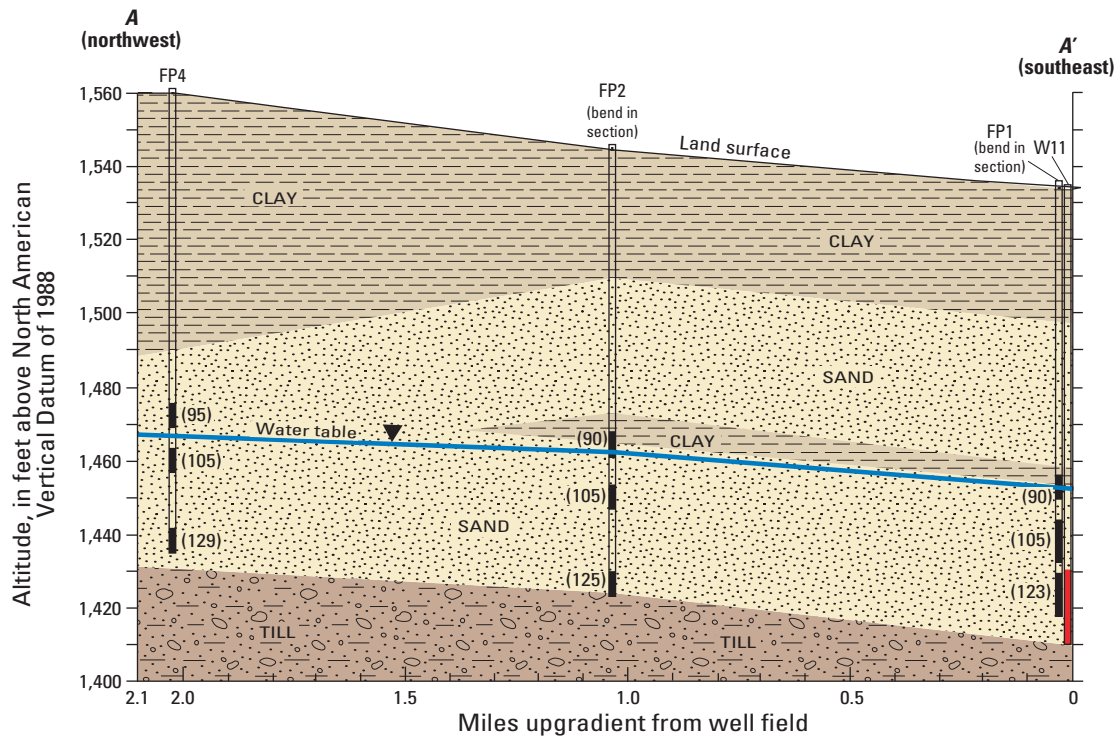 A
(northwest)
A′
(southeast)
FP4
FP2
(bend in
section)
FP1
(bend in
section)
W11
Land surface
1,560
1,540
1,520
1,500
1,480
1,460
1,440
1,420
1,400
Altitude, in feet above North American
Vertical Datum of 1988
CLAY
CLAY
SAND
(95)
Water table
(90)
CLAY
(105)
(105)
(90)
SAND
(129)
(105)
(125)
(123)
TILL
TILL
2.1
2.0
1.5
1.0
0.5
0
Miles upgradient from well field